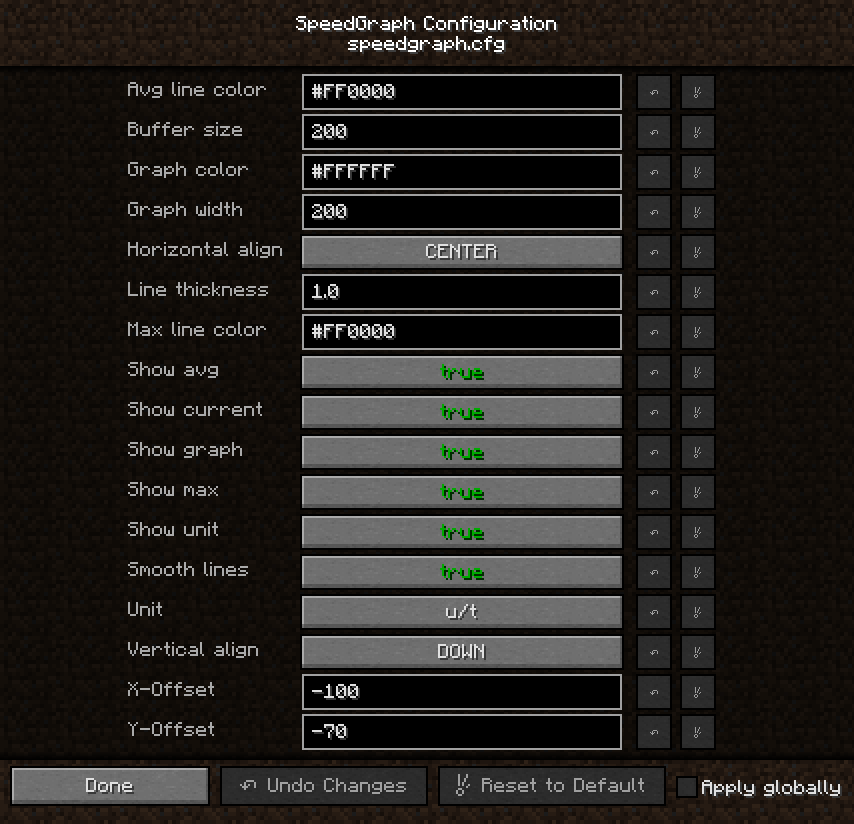 SpeedGraph Configuration
speedgraph.cfg
Avg line color #FF0000
Buffer size 200
Graph color #FFFFFF
Graph width 200
Horizontal align CENTER
Line thickness 1.0
Max line color #FF0000
Show avg true
Show current true
Show graph true
Show max true
Show unit true
Smooth lines true
Unit u/t
Vertical align DOWN
X-Offset -100
Y-Offset -70
Done ↶ Undo Changes ☄ Reset to Default Apply globally